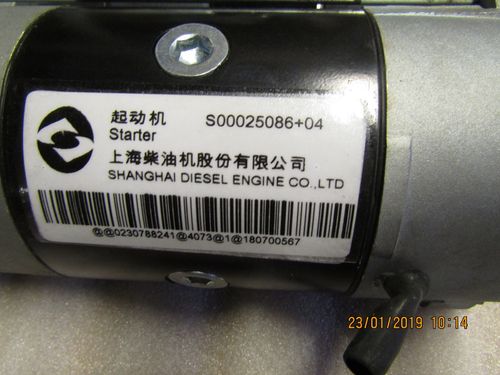 起动机 S00025086+04
Starter
上海柴油机股份有限公司
SHANGHAI DIESEL ENGINE CO.,LTD
@@0230788241@4073@1@180700567
23/01/2019 10:14